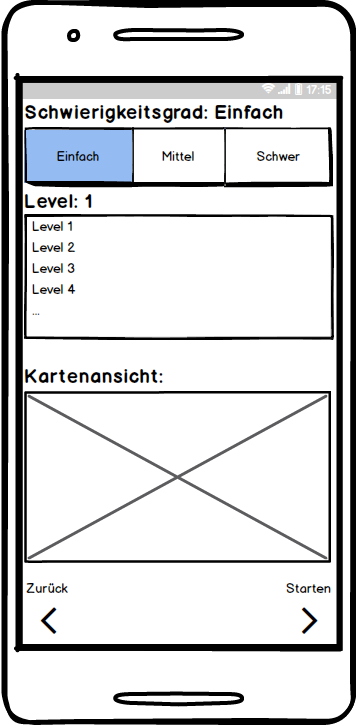 17:15
Schwierigkeitsgrad: Einfach
Einfach Mittel Schwer
Level: 1
Level 1
Level 2
Level 3
Level 4
...
Kartenansicht:
Zurück Starten